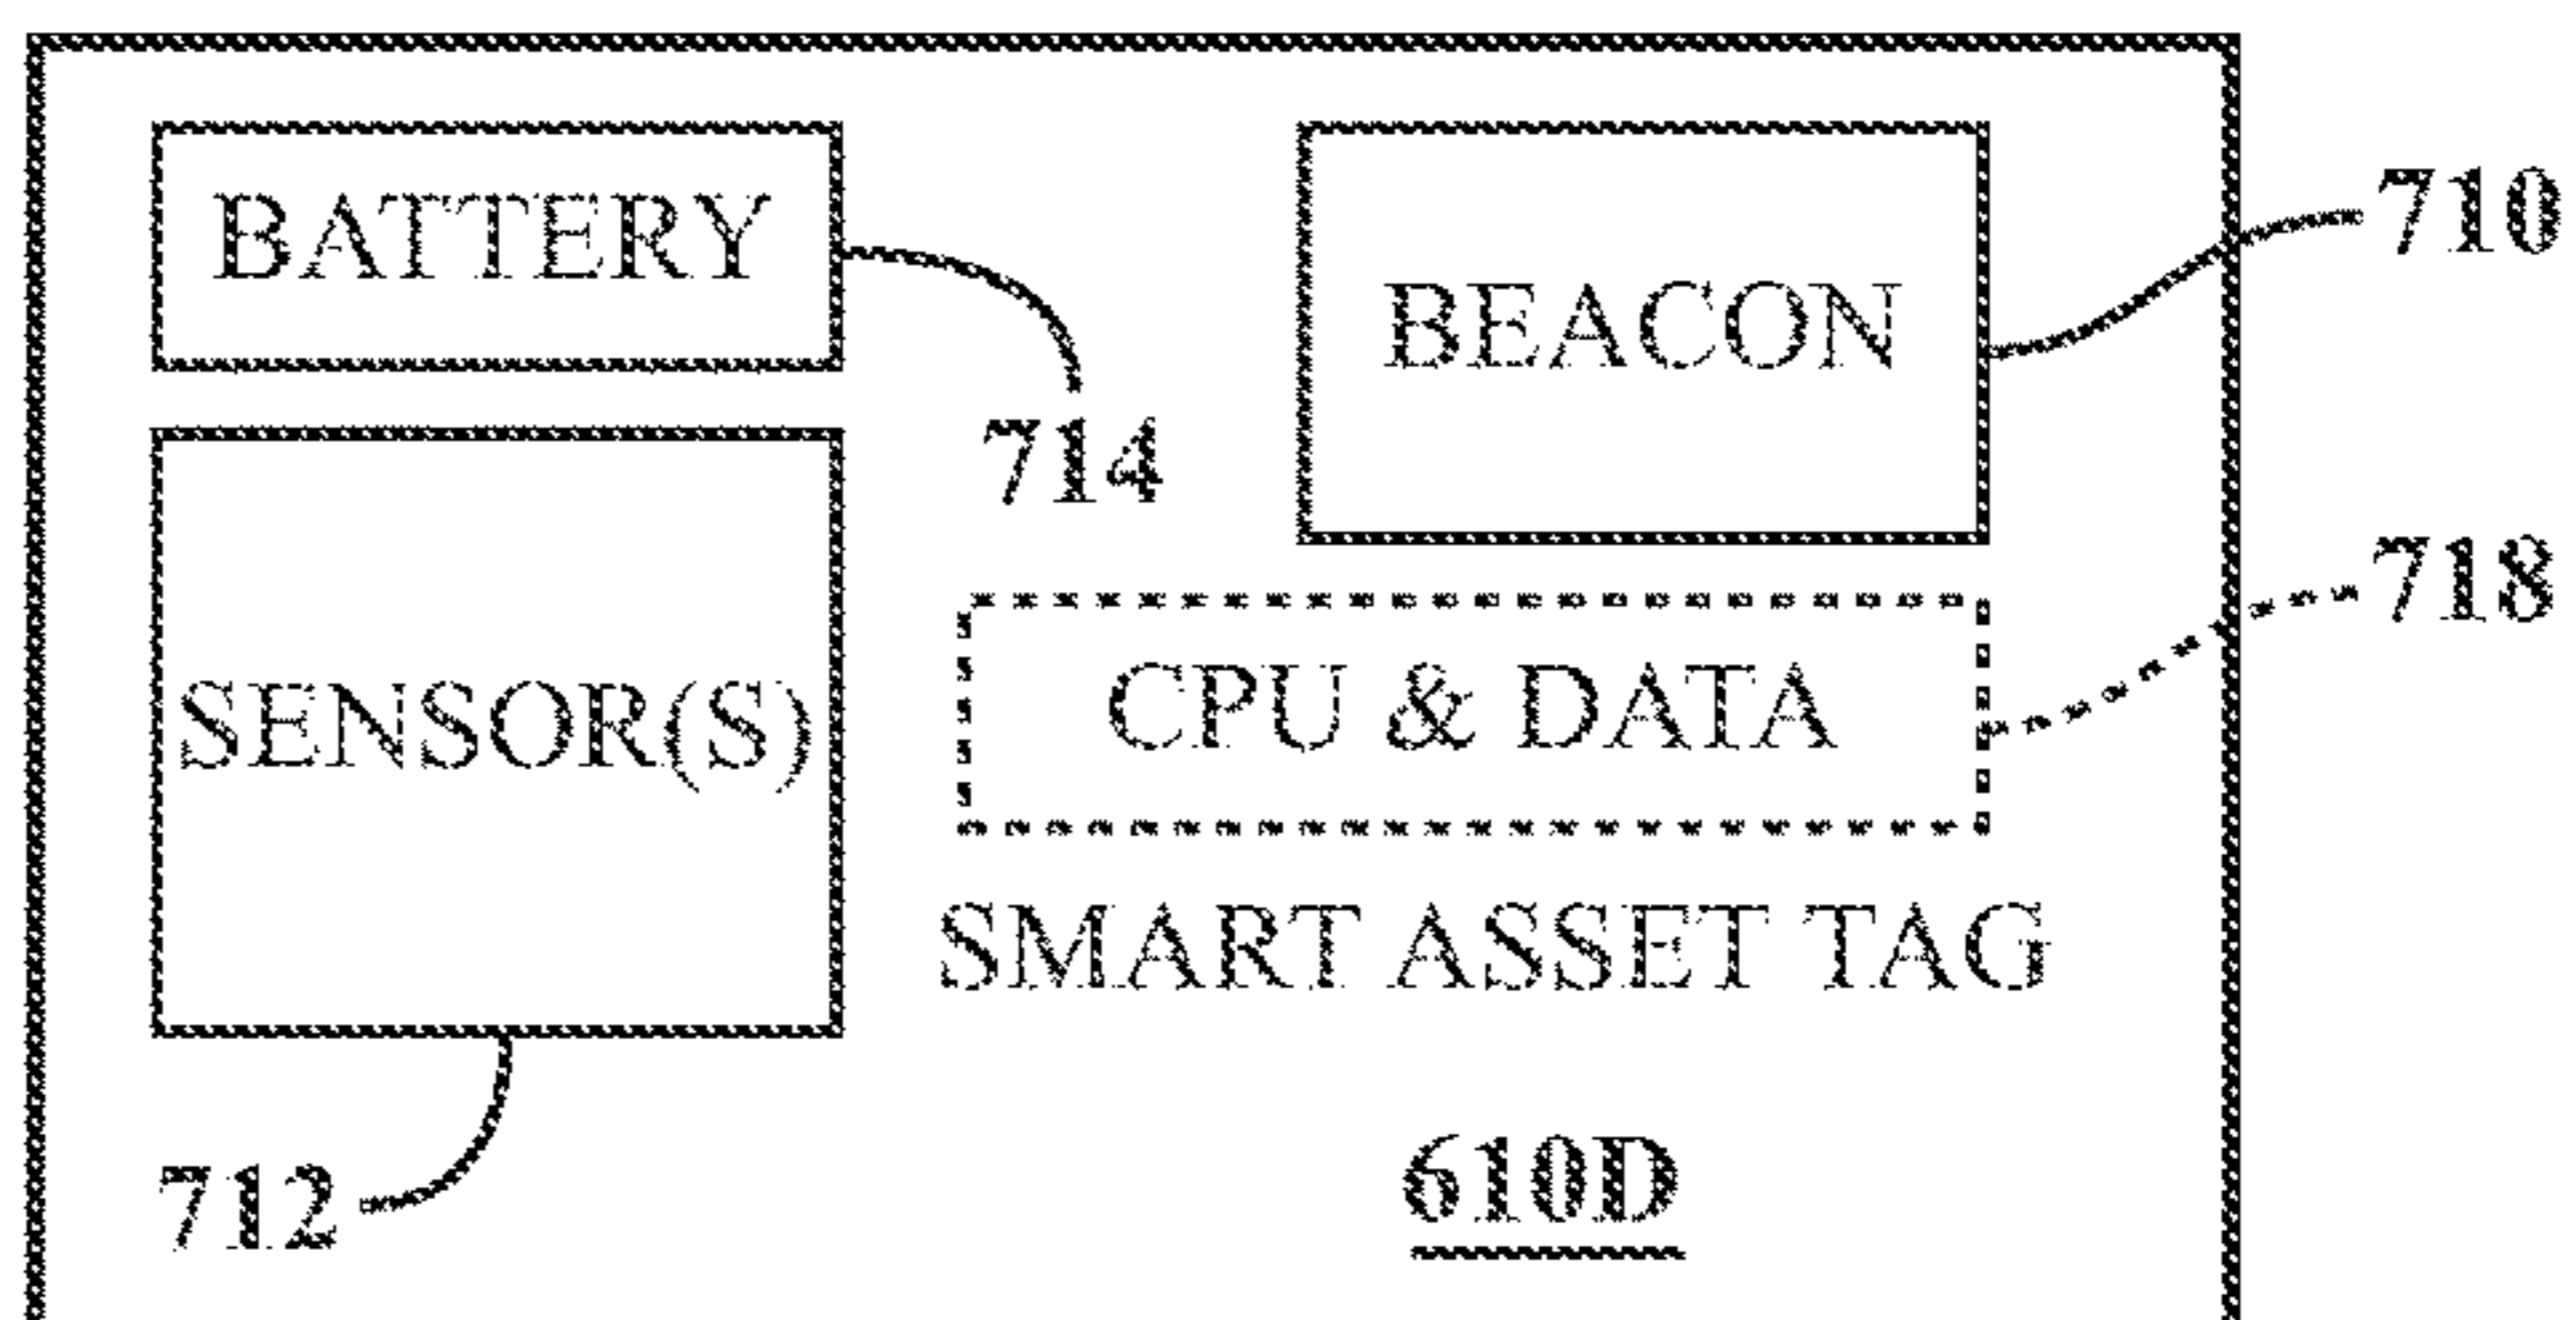 BATTERY
BEACON
710
714
718
SENSOR(S)
CPU & DATA
SMART ASSET TAG
712
610D